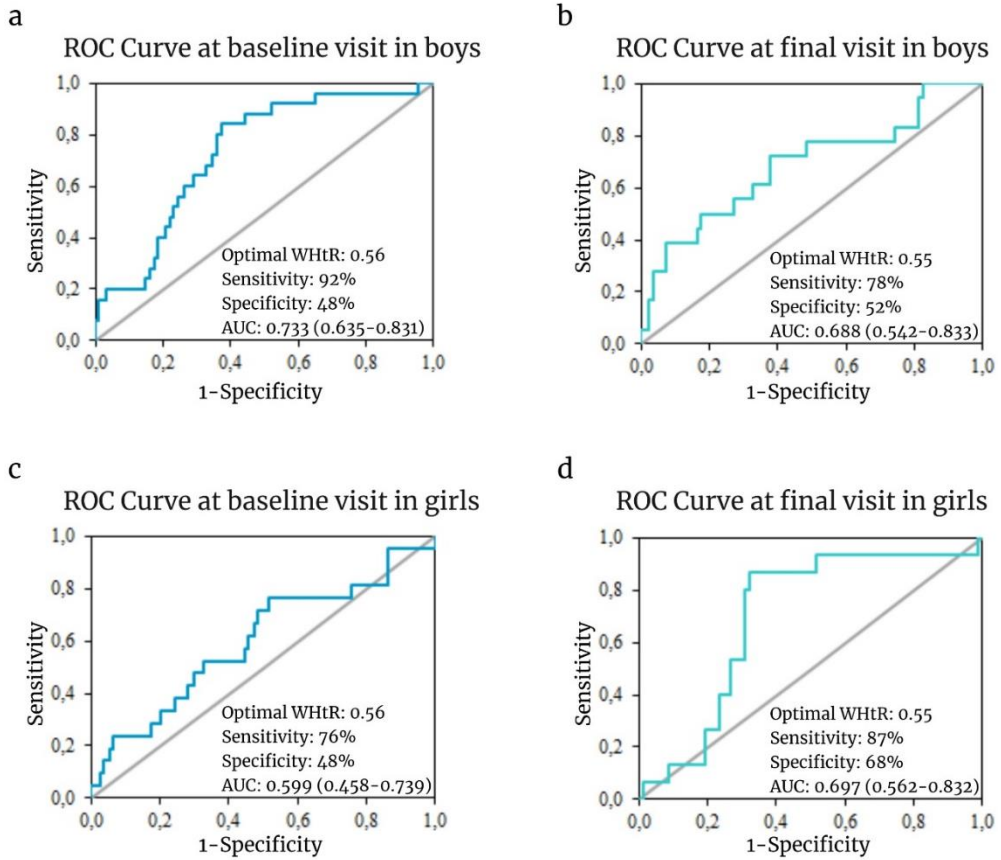 a
ROC Curve at baseline visit in boys
1,0
0,8
0,6
0,4
0,2
0,0
Sensitivity
Optimal WHtR: 0.56
Sensitivity: 92%
Specificity: 48%
AUC: 0.733 (0.635-0.831)
0,0 0,2 0,4 0,6 0,8 1,0
1-Specificity
b
ROC Curve at final visit in boys
1,0
0,8
0,6
0,4
0,2
0,0
Sensitivity
Optimal WHtR: 0.55
Sensitivity: 78%
Specificity: 52%
AUC: 0.688 (0.542-0.833)
0,0 0,2 0,4 0,6 0,8 1,0
1-Specificity
c
ROC Curve at baseline visit in girls
1,0
0,8
0,6
0,4
0,2
0,0
Sensitivity
Optimal WHtR: 0.56
Sensitivity: 76%
Specificity: 48%
AUC: 0.599 (0.458-0.739)
0,0 0,2 0,4 0,6 0,8 1,0
1-Specificity
d
ROC Curve at final visit in girls
1,0
0,8
0,6
0,4
0,2
0,0
Sensitivity
Optimal WHtR: 0.55
Sensitivity: 87%
Specificity: 68%
AUC: 0.697 (0.562-0.832)
0,0 0,2 0,4 0,6 0,8 1,0
1-Specificity